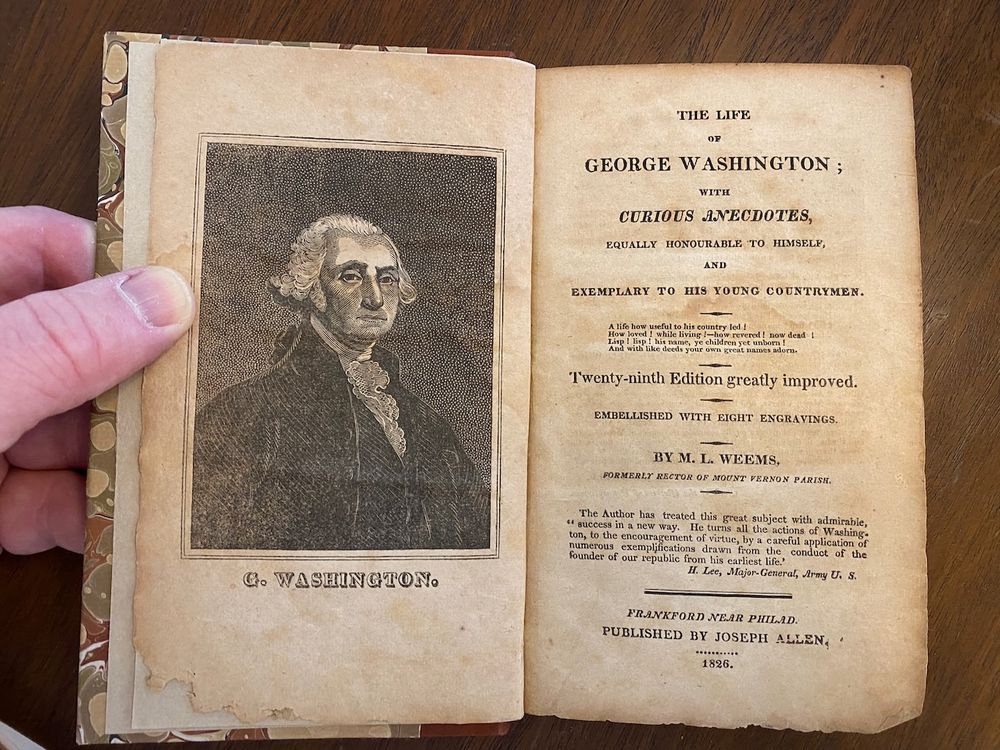 G. WASHINGTON.
THE LIFE
OF
GEORGE WASHINGTON;
WITH
CURIOUS ANECDOTES,
EQUALLY HONOURABLE TO HIMSELF,
AND
EXEMPLARY TO HIS YOUNG COUNTRYMEN.
A life how useful to his country led!
How loved! while living!—how revered! now dead!
Lisp! lisp! his name, ye children yet unborn!
And with like deeds your own great names adorn.
Twenty-ninth Edition greatly improved.
EMBELLISHED WITH EIGHT ENGRAVINGS.
BY M. L. WEEMS,
FORMERLY RECTOR OF MOUNT VERNON PARISH.
The Author has treated this great subject with admirable,
“ success in a new way. He turns all the actions of Washing-
ton, to the encouragement of virtue, by a careful application of
numerous exemplifications drawn from the conduct of the
founder of our republic from his earliest life.’
H. Lee, Major-General, Army U. S.
FRANKFORD NEAR PHILAD.
PUBLISHED BY JOSEPH ALLEN,
1826.